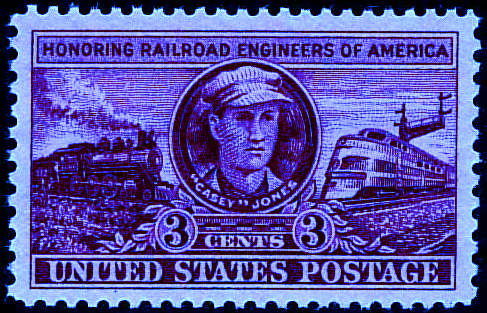 HONORING RAILROAD ENGINEERS OF AMERICA
"CASEY" JONES
3 CENTS 3
UNITED STATES POSTAGE